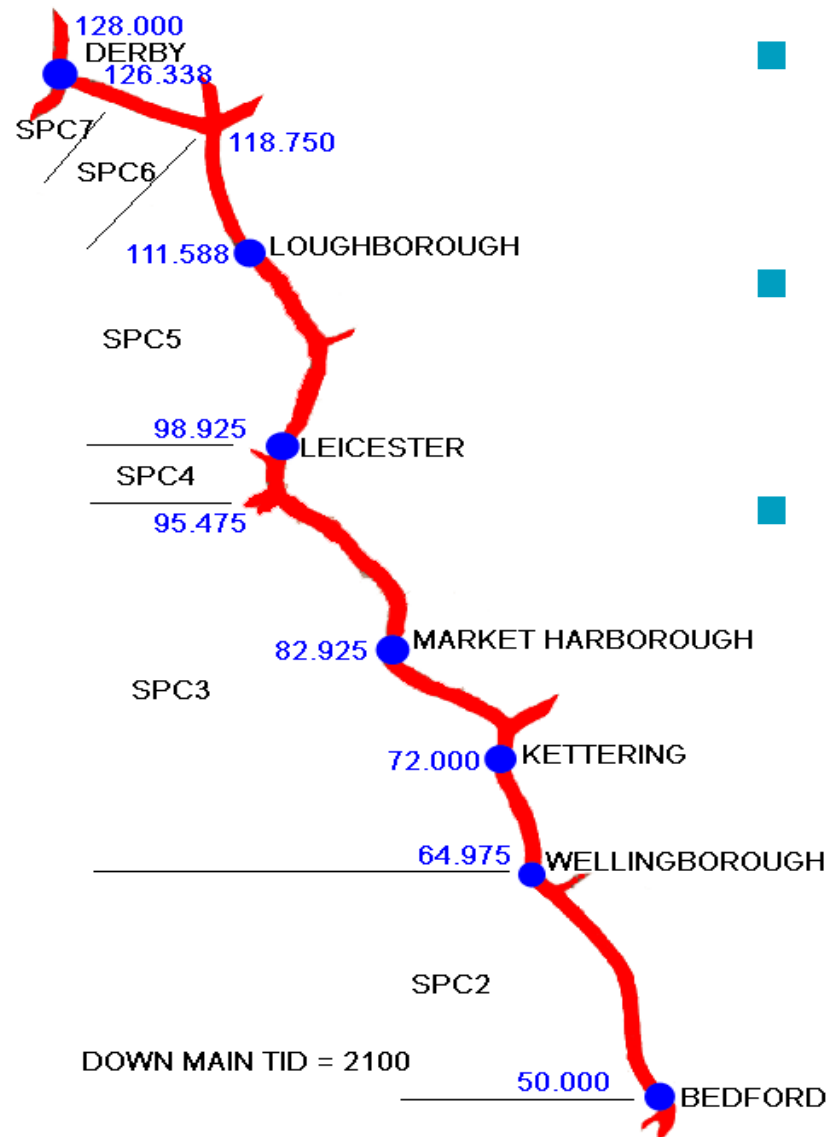 128.000
DERBY
126.338
SPC7
118.750
SPC6
111.588 LOUGHBOROUGH
SPC5
98.925
LEICESTER
SPC4
95.475
MARKET HARBOROUGH
82.925
SPC3
72.000 KETTERING
64.975 WELLINGBOROUGH
SPC2
DOWN MAIN TID = 2100
50.000
BEDFORD